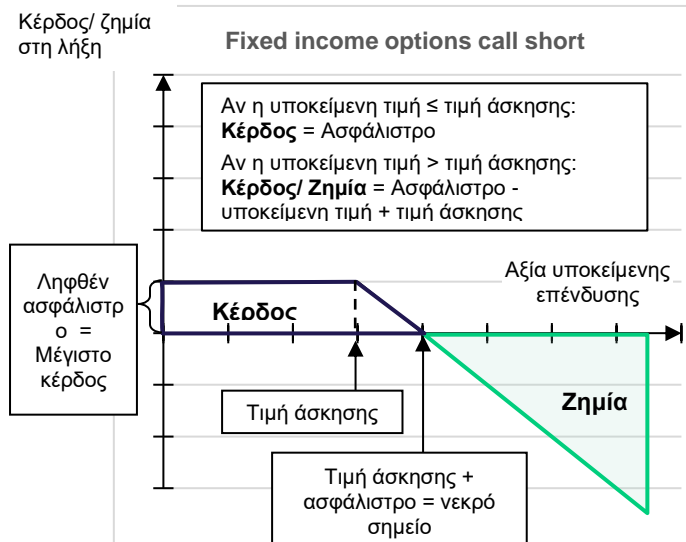 Κέρδος/ ζημία
στη λήξη
Fixed income options call short
Αν η υποκείμενη τιμή ≤ τιμή άσκησης:
Κέρδος = Ασφάλιστρο
Αν η υποκείμενη τιμή > τιμή άσκησης:
Κέρδος/ Ζημία = Ασφάλιστρο -
υποκείμενη τιμή + τιμή άσκησης
Ληφθέν
ασφάλιστρ
ο =
Μέγιστο
κέρδος
Κέρδος
Αξία υποκείμενης
επένδυσης
Τιμή άσκησης
Ζημία
Τιμή άσκησης +
ασφάλιστρο = νεκρό
σημείο